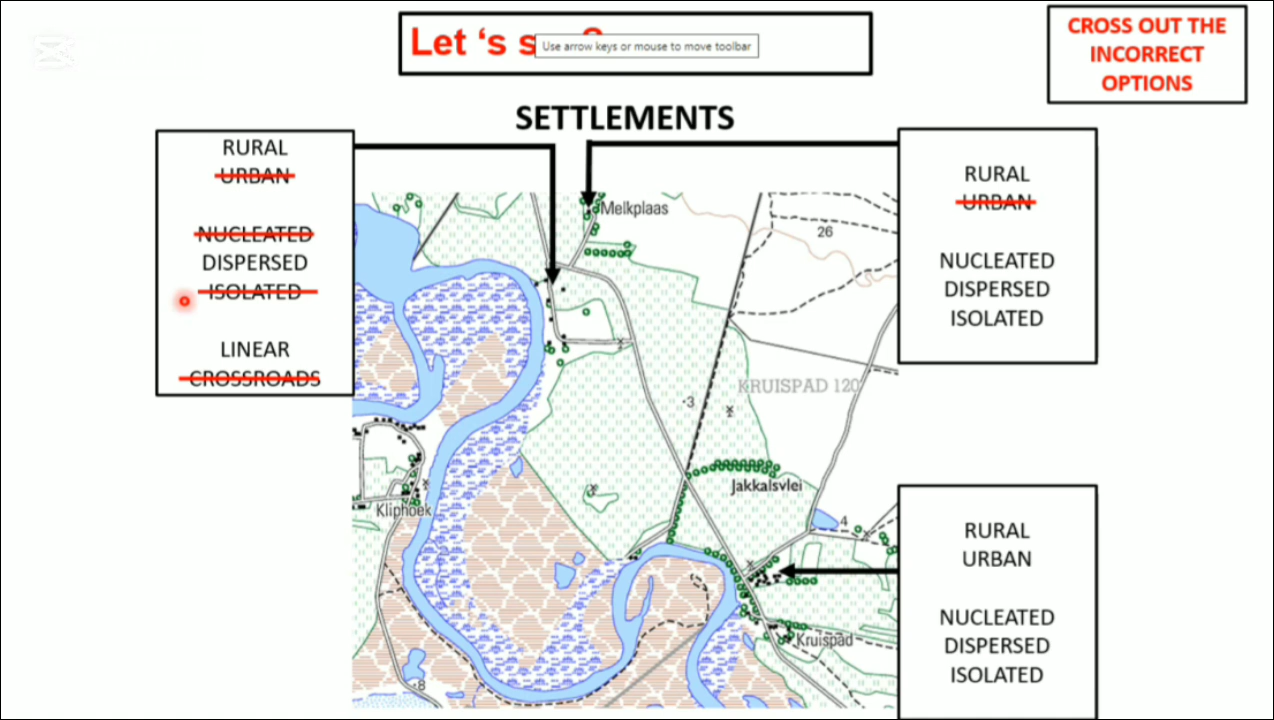 Let 's s
Use arrow keys or mouse to move toolbar
CROSS OUT THE
INCORRECT
OPTIONS
SETTLEMENTS
RURAL
URBAN
NUCLEATED
DISPERSED
ISOLATED
LINEAR
CROSSROADS
RURAL
URBAN
NUCLEATED
DISPERSED
ISOLATED
Melkplaas
26
KRUISPAD 120
·3
Jakkalsvlei
Kliphoek
4
Kruispad
·8
RURAL
URBAN
NUCLEATED
DISPERSED
ISOLATED